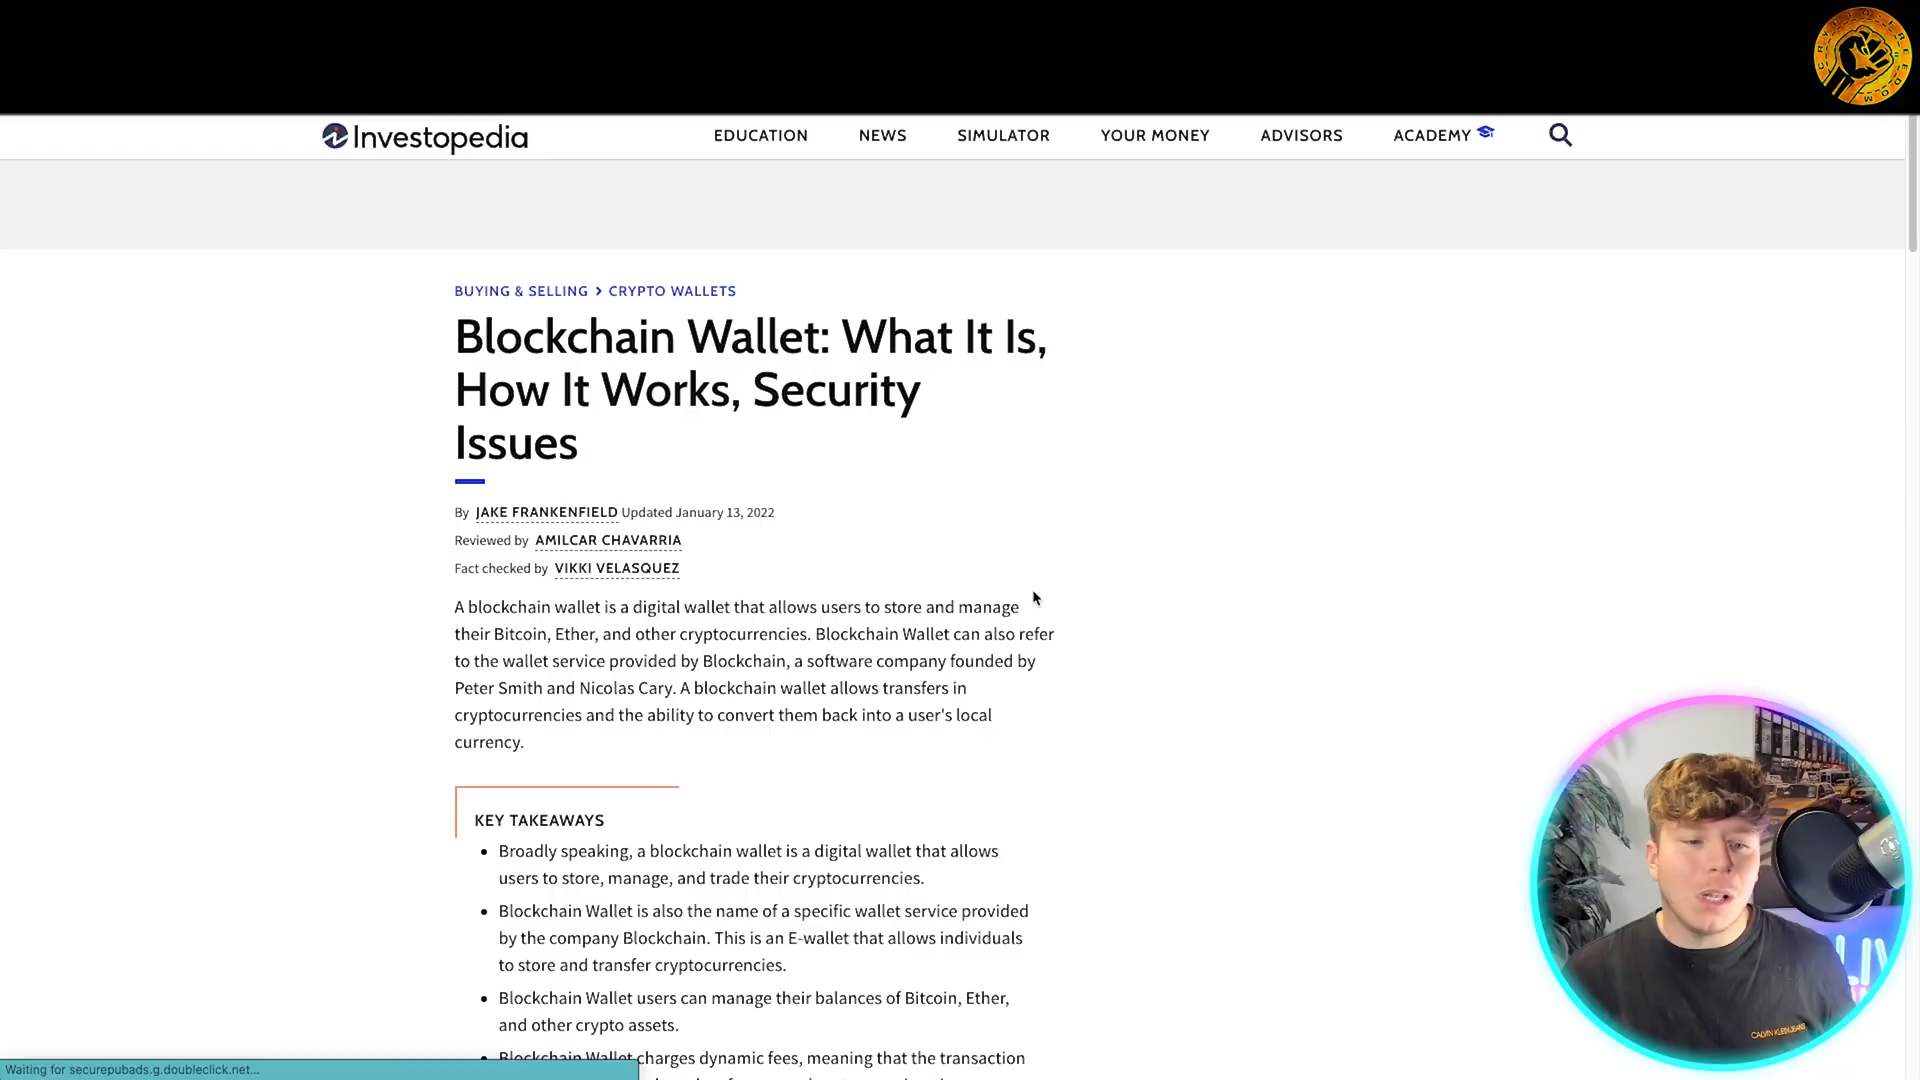 CRYPTO FREEDOM
Investopedia
EDUCATION NEWS SIMULATOR YOUR MONEY ADVISORS ACADEMY
BUYING & SELLING > CRYPTO WALLETS
Blockchain Wallet: What It Is,
How It Works, Security
Issues
By JAKE FRANKENFIELD Updated January 13, 2022
Reviewed by AMILCAR CHAVARRIA
Fact checked by VIKKI VELASQUEZ
A blockchain wallet is a digital wallet that allows users to store and manage
their Bitcoin, Ether, and other cryptocurrencies. Blockchain Wallet can also refer
to the wallet service provided by Blockchain, a software company founded by
Peter Smith and Nicolas Cary. A blockchain wallet allows transfers in
cryptocurrencies and the ability to convert them back into a user's local
currency.
KEY TAKEAWAYS
• Broadly speaking, a blockchain wallet is a digital wallet that allows
users to store, manage, and trade their cryptocurrencies.
• Blockchain Wallet is also the name of a specific wallet service provided
by the company Blockchain. This is an E-wallet that allows individuals
to store and transfer cryptocurrencies.
• Blockchain Wallet users can manage their balances of Bitcoin, Ether,
and other crypto assets.
• Blockchain Wallet charges dynamic fees, meaning that the transaction
Waiting for securepubads.g.doubleclick.net...
CALVIN KLEIN JEANS